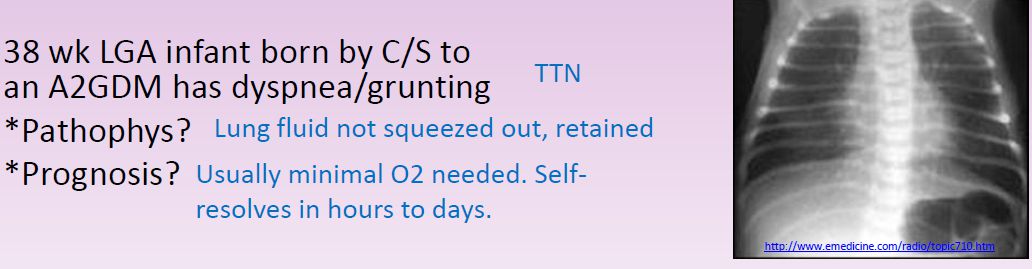 38 wk LGA infant born by C/S to
an A2GDM has dyspnea/grunting
TTN
*Pathophys?
Lung fluid not squeezed out, retained
*Prognosis?
Usually minimal O2 needed. Self-
resolves in hours to days.
http://www.emedicine.com/radio/topic710.htm